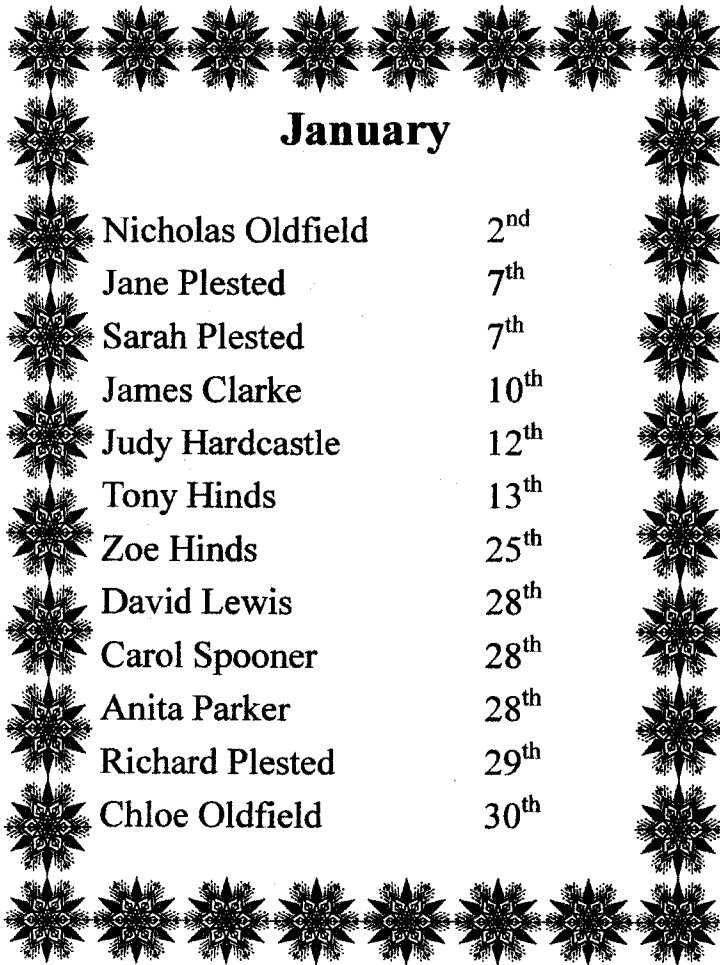 January
Nicholas Oldfield 2nd
Jane Plested 7th
Sarah Plested 7th
James Clarke 10th
Judy Hardcastle 12th
Tony Hinds 13th
Zoe Hinds 25th
David Lewis 28th
Carol Spooner 28th
Anita Parker 28th
Richard Plested 29th
Chloe Oldfield 30th